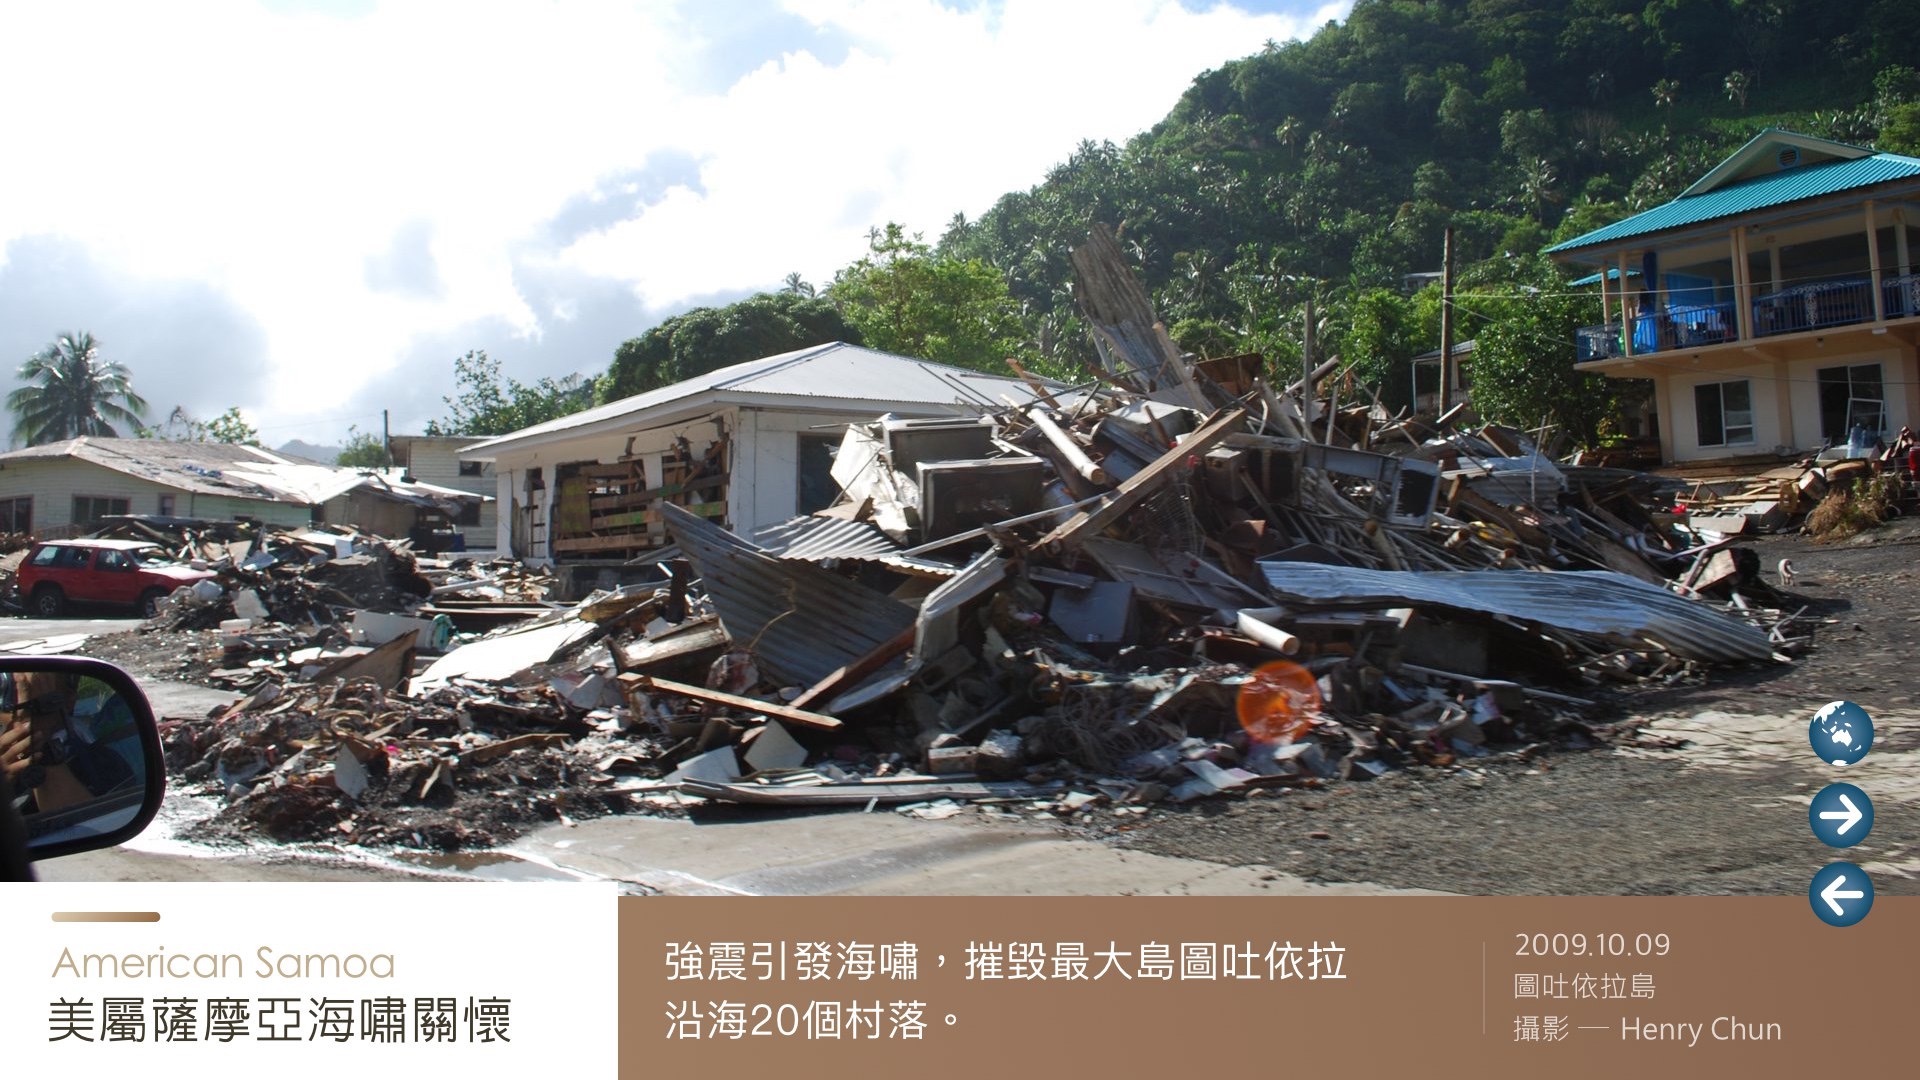 American Samoa
美屬薩摩亞海嘯關懷
強震引發海嘯，摧毀最大島圖吐依拉
沿海20個村落。
2009.10.09
圖吐依拉島
攝影 — Henry Chun